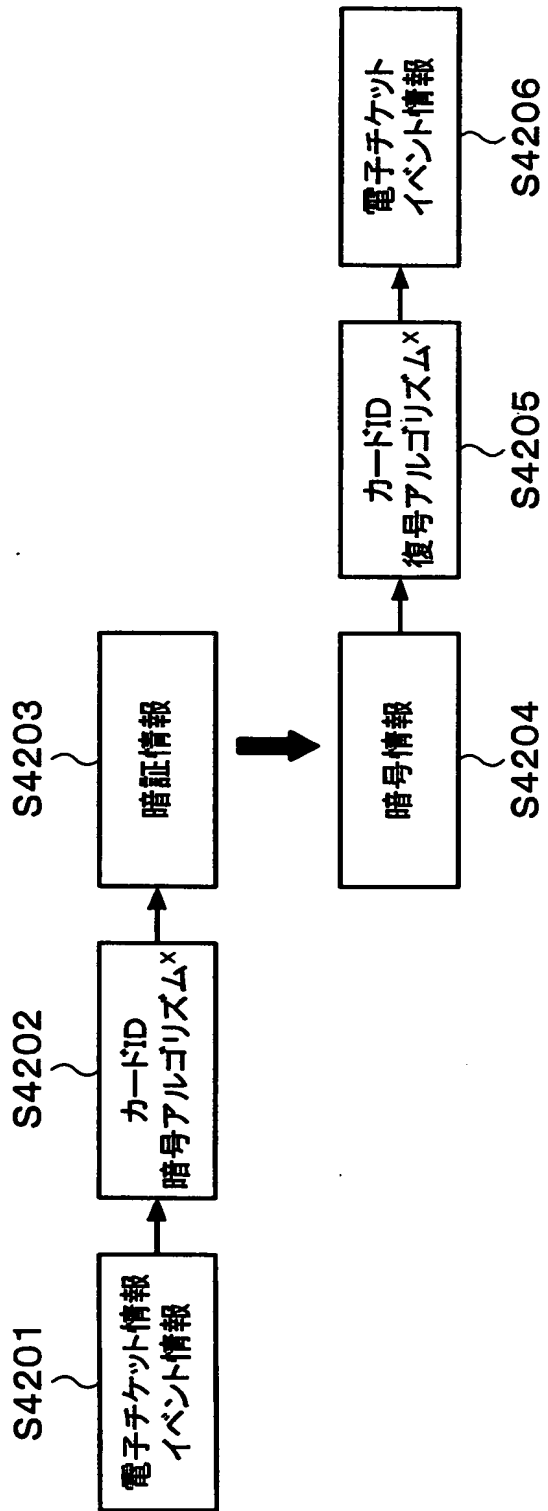 S4201
電子チケット情報
イベント情報
S4202
カードID
暗号アルゴリズムx
S4203
暗証情報
S4204
暗号情報
S4205
カードID
復号アルゴリズムx
S4206
電子チケット
イベント情報